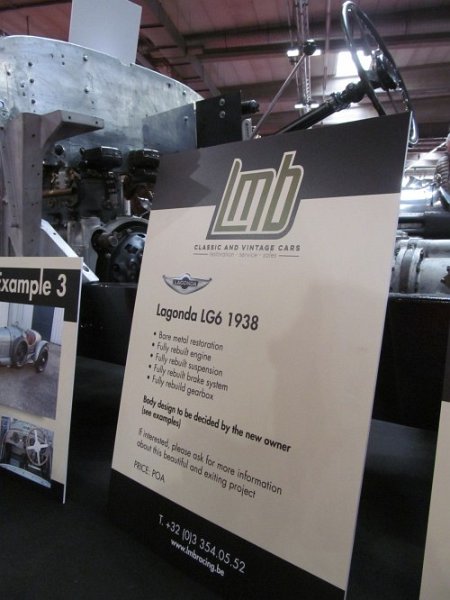 lmb
CLASSIC AND VINTAGE CARS
restoration - service - sales
LAGONDA
Lagonda LG6 1938
• Bare metal restoration
• Fully rebuilt engine
• Fully rebuilt suspension
• Fully rebuilt brake system
• Fully rebuild gearbox
Body design to be decided by the new owner
(see examples)
If interested, please ask for more information
about this beautiful and exiting project
PRICE: POA
T. +32 (0)3 354.05.52
www.lmbracing.be
Example 3